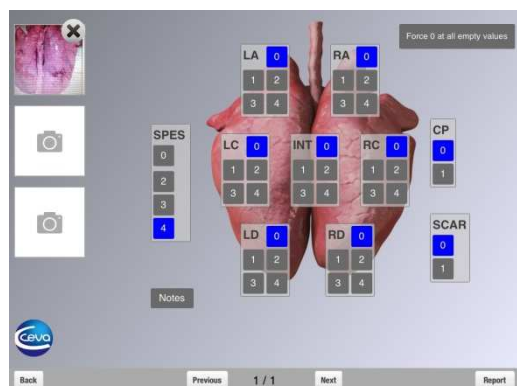 Force 0 at all empty values
LA 0
1 2
3 4
RA 0
1 2
3 4
SPES
0
2
3
4
LC 0
1 2
3 4
INT 0
1 2
3 4
RC 0
1 2
3 4
CP
0
1
LD 0
1 2
3 4
RD 0
1 2
3 4
SCAR
0
1
Notes
Ceva
Back
Previous
1 / 1
Next
Report